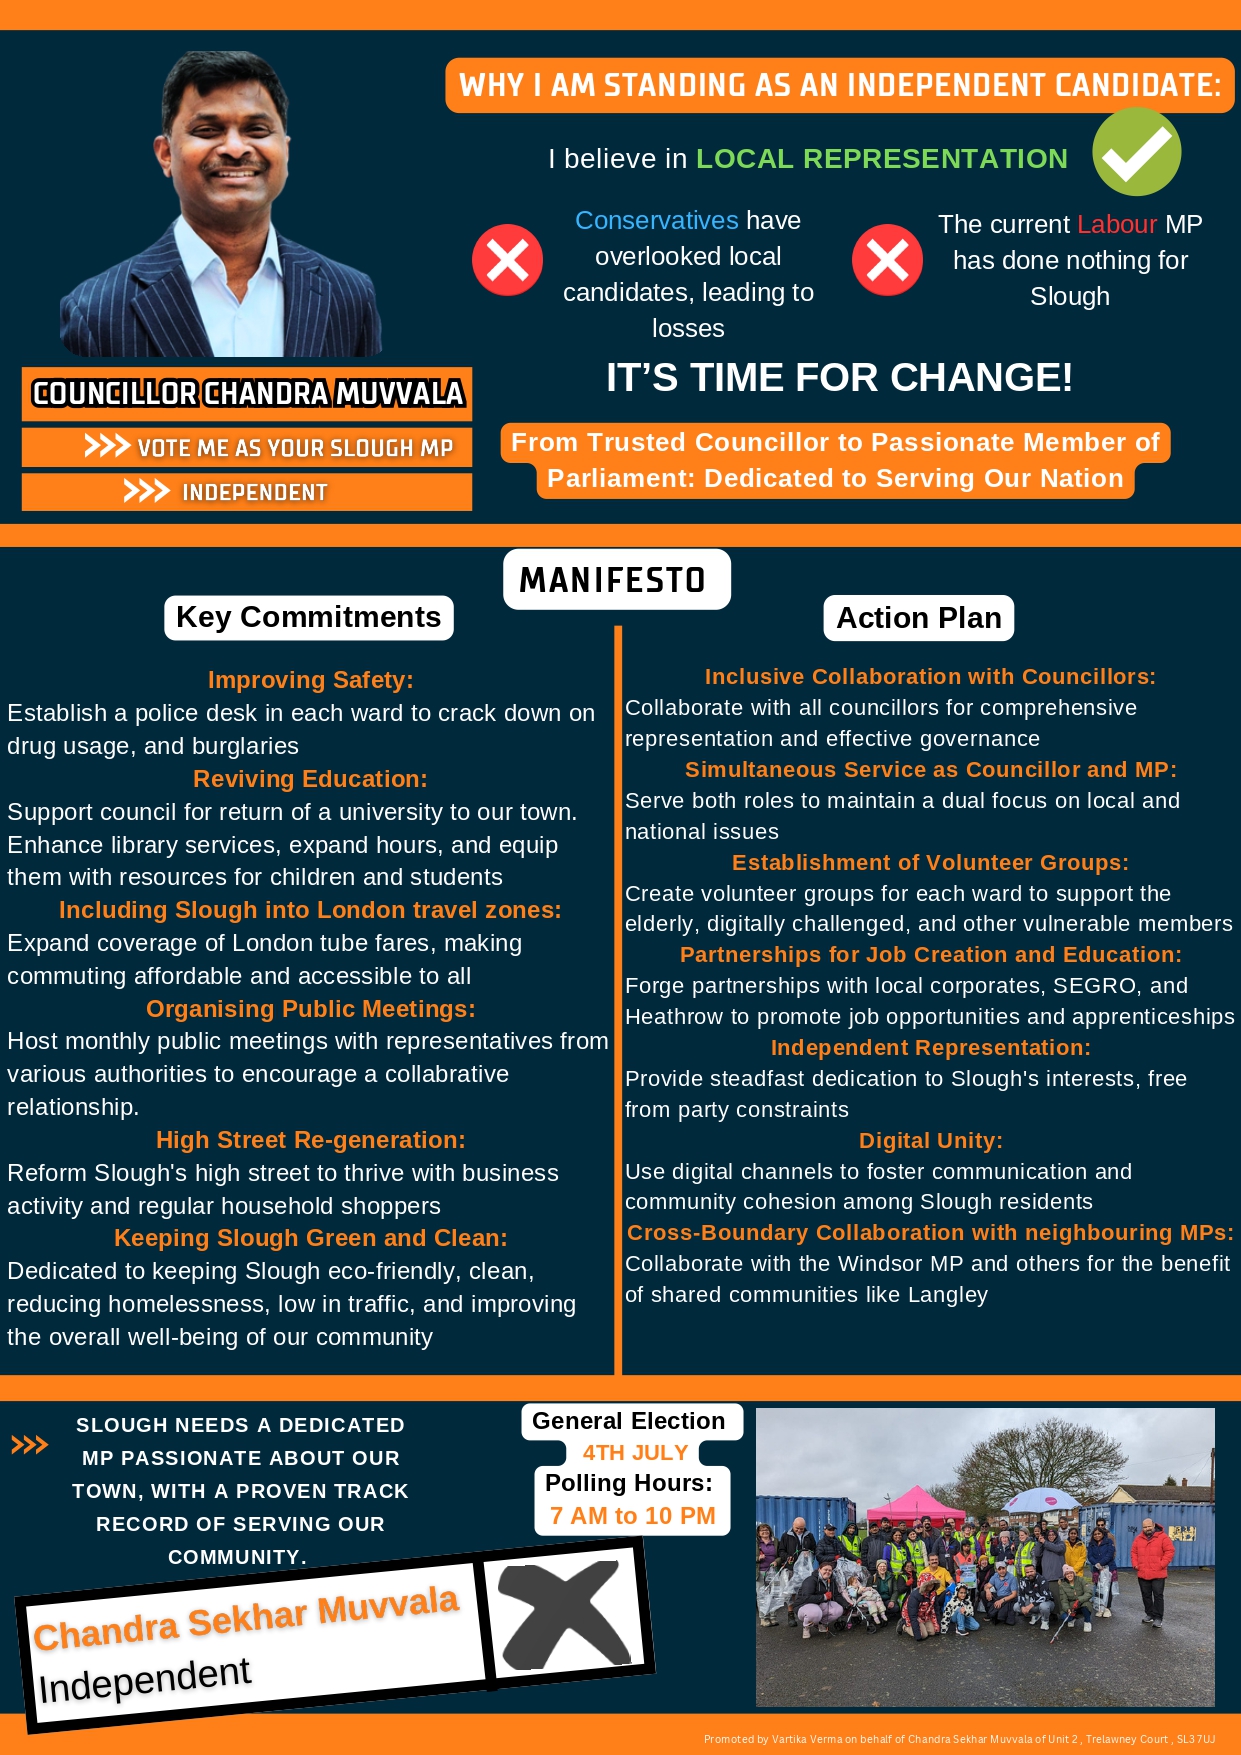 WHY I AM STANDING AS AN INDEPENDENT CANDIDATE:
I believe in LOCAL REPRESENTATION
Conservatives have
overlooked local
candidates, leading to
losses
The current Labour MP
has done nothing for
Slough
IT'S TIME FOR CHANGE!
From Trusted Councillor to Passionate Member of
Parliament: Dedicated to Serving Our Nation
COUNCILLOR CHANDRA MUVVALA
VOTE ME AS YOUR SLOUGH MP
INDEPENDENT
MANIFESTO
Key Commitments
Improving Safety:
Establish a police desk in each ward to crack down on
drug usage, and burglaries
Reviving Education:
Support council for return of a university to our town.
Enhance library services, expand hours, and equip
them with resources for children and students
Including Slough into London travel zones:
Expand coverage of London tube fares, making
commuting affordable and accessible to all
Organising Public Meetings:
Host monthly public meetings with representatives from
various authorities to encourage a collabrative
relationship.
High Street Re-generation:
Reform Slough's high street to thrive with business
activity and regular household shoppers
Keeping Slough Green and Clean:
Dedicated to keeping Slough eco-friendly, clean,
reducing homelessness, low in traffic, and improving
the overall well-being of our community
Action Plan
Inclusive Collaboration with Councillors:
Collaborate with all councillors for comprehensive
representation and effective governance
Simultaneous Service as Councillor and MP:
Serve both roles to maintain a dual focus on local and
national issues
Establishment of Volunteer Groups:
Create volunteer groups for each ward to support the
elderly, digitally challenged, and other vulnerable members
Partnerships for Job Creation and Education:
Forge partnerships with local corporates, SEGRO, and
Heathrow to promote job opportunities and apprenticeships
Independent Representation:
Provide steadfast dedication to Slough's interests, free
from party constraints
Digital Unity:
Use digital channels to foster communication and
community cohesion among Slough residents
Cross-Boundary Collaboration with neighbouring MPs:
Collaborate with the Windsor MP and others for the benefit
of shared communities like Langley
SLOUGH NEEDS A DEDICATED
MP PASSIONATE ABOUT OUR
TOWN, WITH A PROVEN TRACK
RECORD OF SERVING OUR
COMMUNITY.
General Election
4TH JULY
Polling Hours:
7 AM to 10 PM
Chandra Sekhar Muvvala
Independent
Promoted by Vartika Verma on behalf of Chandra Sekhar Muvvala of Unit 2 , Trelawney Court , SL3 7UJ